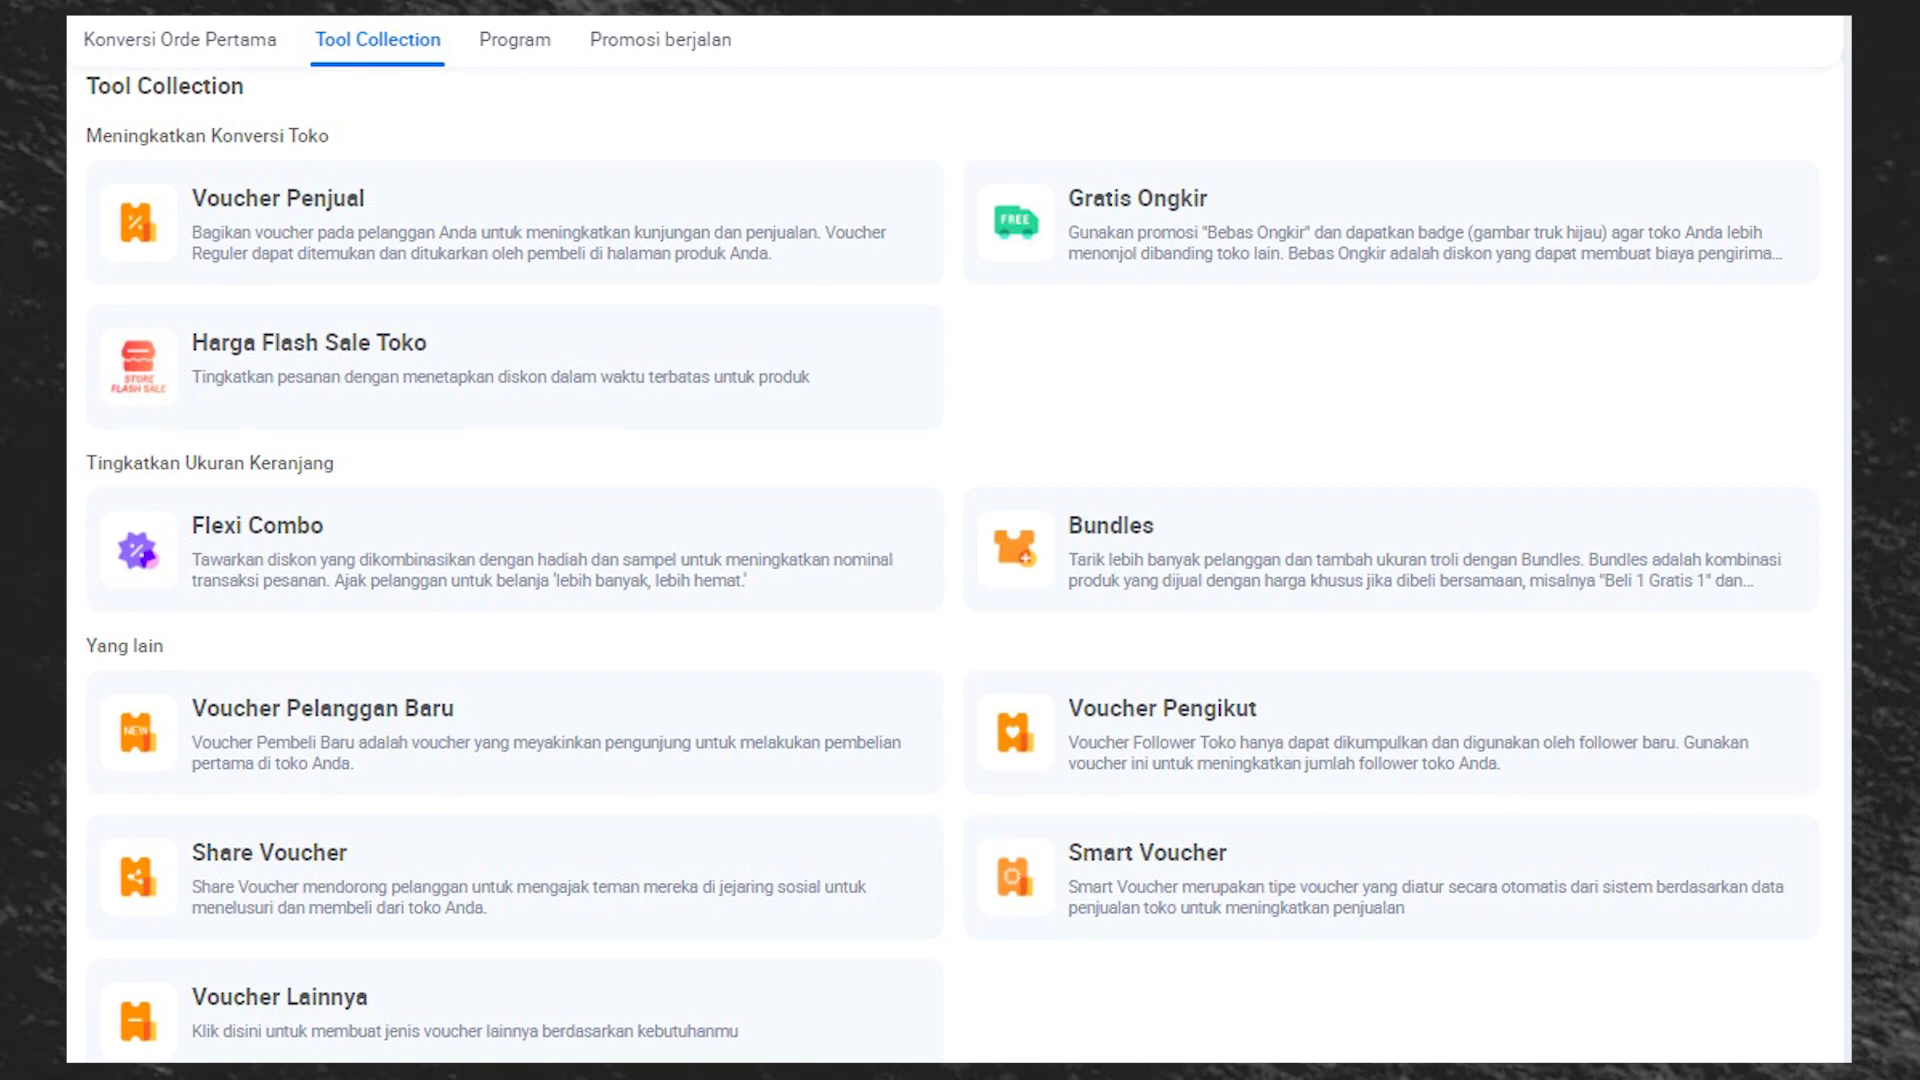 Konversi Orde Pertama Tool Collection Program Promosi berjalan
Tool Collection
Meningkatkan Konversi Toko
Voucher Penjual
Bagikan voucher pada pelanggan Anda untuk meningkatkan kunjungan dan penjualan. Voucher
Reguler dapat ditemukan dan ditukarkan oleh pembeli di halaman produk Anda.
FREE
Gratis Ongkir
Gunakan promosi "Bebas Ongkir" dan dapatkan badge (gambar truk hijau) agar toko Anda lebih
menonjol dibanding toko lain. Bebas Ongkir adalah diskon yang dapat membuat biaya pengirima...
STORE
FLASH SALE
Harga Flash Sale Toko
Tingkatkan pesanan dengan menetapkan diskon dalam waktu terbatas untuk produk
Tingkatkan Ukuran Keranjang
Flexi Combo
Tawarkan diskon yang dikombinasikan dengan hadiah dan sampel untuk meningkatkan nominal
transaksi pesanan. Ajak pelanggan untuk belanja 'lebih banyak, lebih hemat.'
Bundles
Tarik lebih banyak pelanggan dan tambah ukuran troli dengan Bundles. Bundles adalah kombinasi
produk yang dijual dengan harga khusus jika dibeli bersamaan, misalnya "Beli 1 Gratis 1" dan...
Yang lain
NEW
Voucher Pelanggan Baru
Voucher Pembeli Baru adalah voucher yang meyakinkan pengunjung untuk melakukan pembelian
pertama di toko Anda.
Voucher Pengikut
Voucher Follower Toko hanya dapat dikumpulkan dan digunakan oleh follower baru. Gunakan
voucher ini untuk meningkatkan jumlah follower toko Anda.
Share Voucher
Share Voucher mendorong pelanggan untuk mengajak teman mereka di jejaring sosial untuk
menelusuri dan membeli dari toko Anda.
Smart Voucher
Smart Voucher merupakan tipe voucher yang diatur secara otomatis dari sistem berdasarkan data
penjualan toko untuk meningkatkan penjualan
Voucher Lainnya
Klik disini untuk membuat jenis voucher lainnya berdasarkan kebutuhanmu